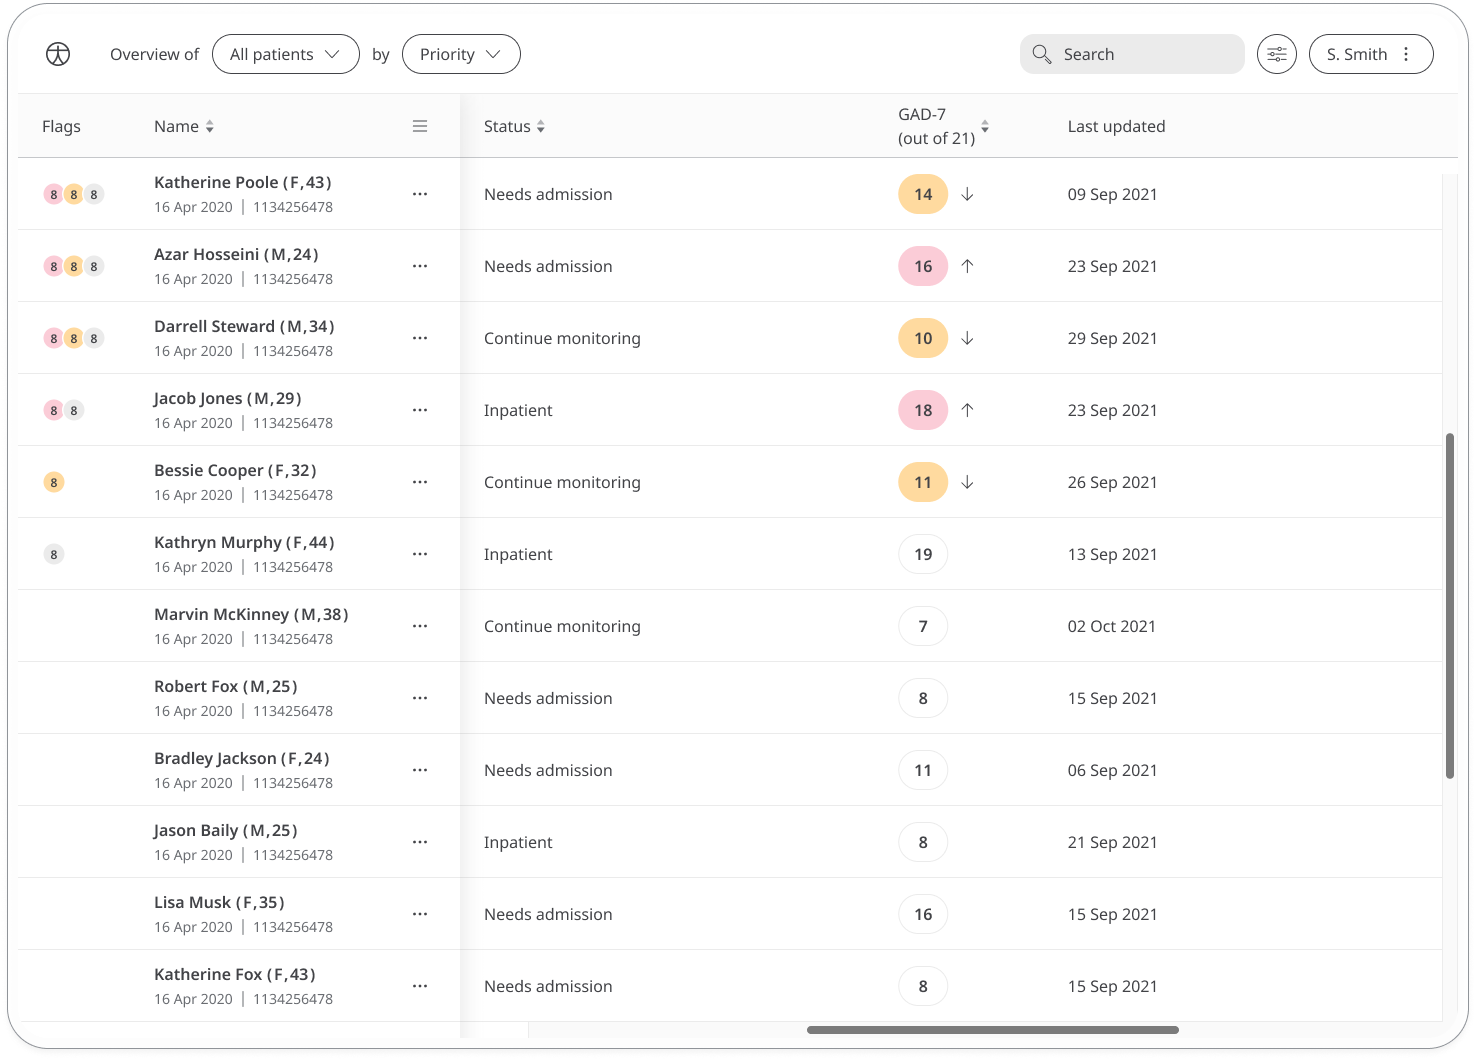 Overview of All patients by Priority Search S. Smith
Flags Name Status GAD-7
(out of 21) Last updated
8 8 8 Katherine Poole (F,43) Needs admission 14 09 Sep 2021
16 Apr 2020 | 1134256478
8 8 8 Azar Hosseini (M,24) Needs admission 16 23 Sep 2021
16 Apr 2020 | 1134256478
8 8 8 Darrell Steward (M,34) Continue monitoring 10 29 Sep 2021
16 Apr 2020 | 1134256478
8 8 Jacob Jones (M,29) Inpatient 18 23 Sep 2021
16 Apr 2020 | 1134256478
8 Bessie Cooper (F,32) Continue monitoring 11 26 Sep 2021
16 Apr 2020 | 1134256478
8 Kathryn Murphy (F,44) Inpatient 19 13 Sep 2021
16 Apr 2020 | 1134256478
Marvin McKinney (M,38) Continue monitoring 7 02 Oct 2021
16 Apr 2020 | 1134256478
Robert Fox (M,25) Needs admission 8 15 Sep 2021
16 Apr 2020 | 1134256478
Bradley Jackson (F,24) Needs admission 11 06 Sep 2021
16 Apr 2020 | 1134256478
Jason Baily (M,25) Inpatient 8 21 Sep 2021
16 Apr 2020 | 1134256478
Lisa Musk (F,35) Needs admission 16 15 Sep 2021
16 Apr 2020 | 1134256478
Katherine Fox (F,43) Needs admission 8 15 Sep 2021
16 Apr 2020 | 1134256478